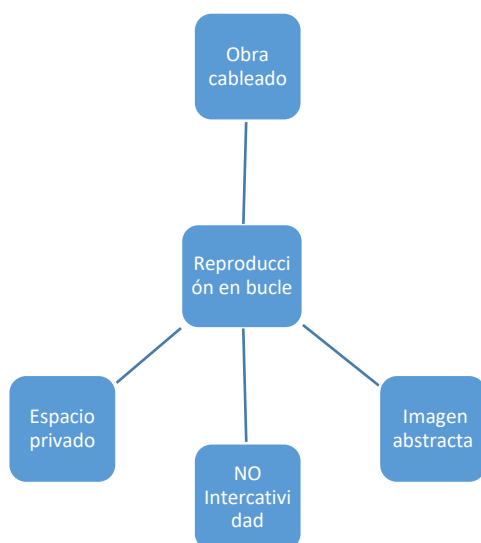 Obra
cableado
Reproducci
ón en bucle
Espacio
privado
Imagen
abstracta
NO
Intercativi
dad